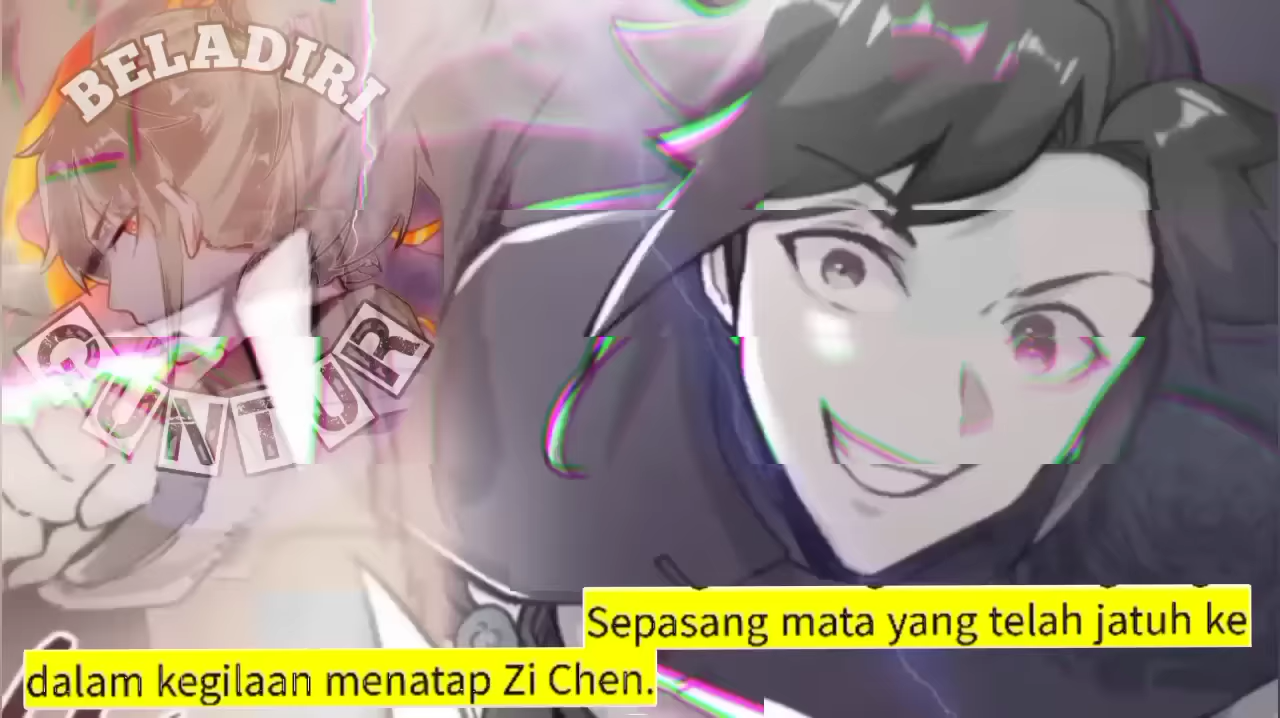 BELADIRI
GUNTUR
Sepasang mata yang telah jatuh ke
dalam kegilaan menatap Zi Chen.